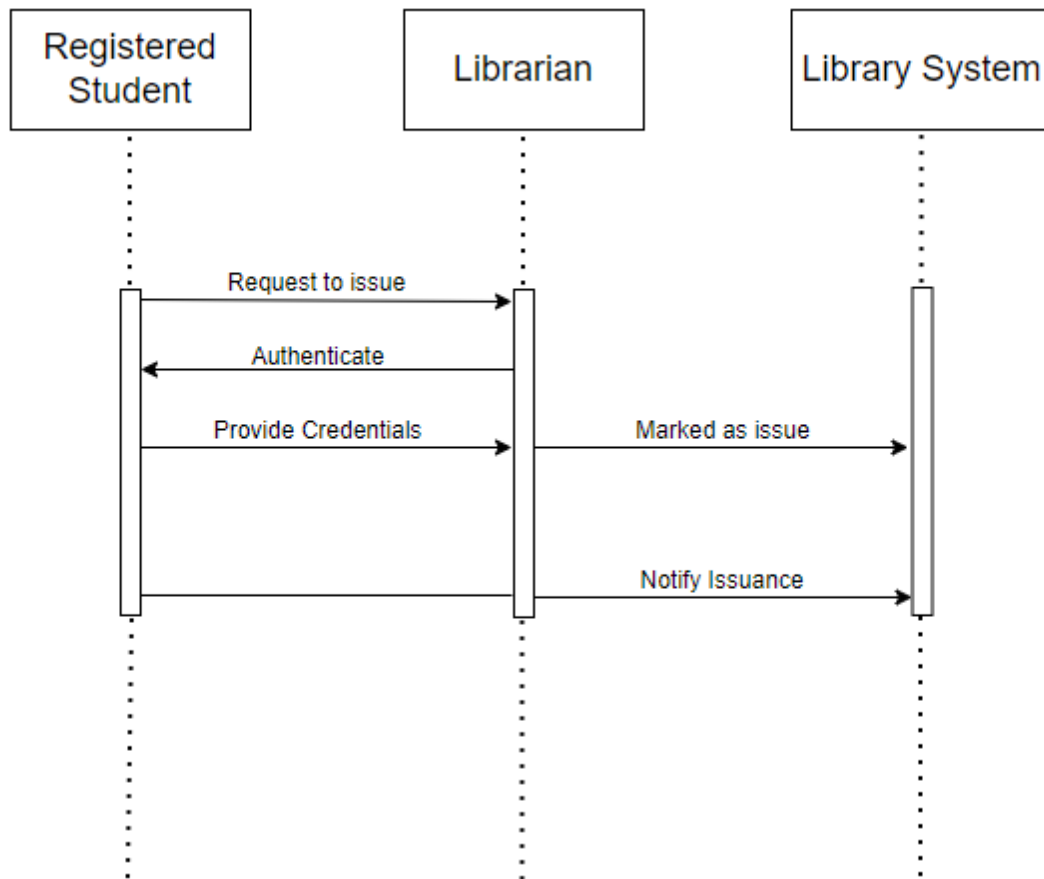 Registered
Student
Librarian
Library System
Request to issue
Authenticate
Provide Credentials
Marked as issue
Notify Issuance